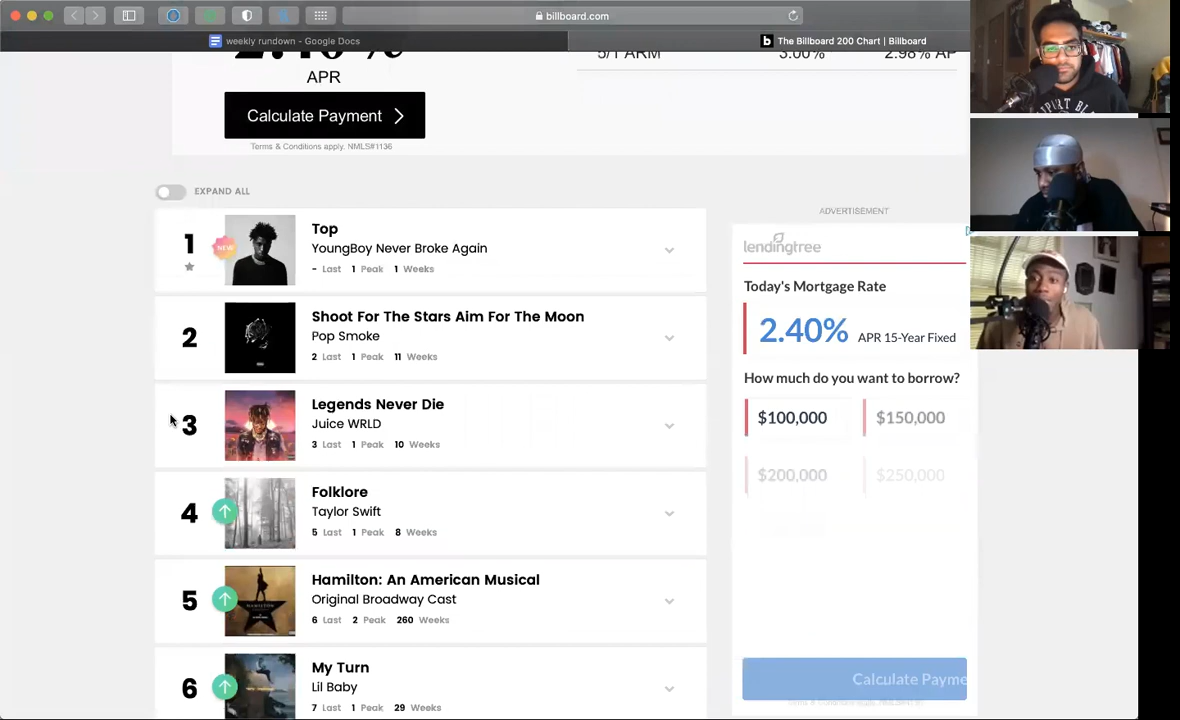 billboard.com
weekly rundown - Google Docs
b The Billboard 200 Chart | Billboard
APR
5/1 ARM 3.00% 2.98% AP
Calculate Payment
Terms & Conditions apply. NMLS#1136
EXPAND ALL
1
NEW
Top
YoungBoy Never Broke Again
- Last 1 Peak 1 Weeks
2
Shoot For The Stars Aim For The Moon
Pop Smoke
2 Last 1 Peak 11 Weeks
3
Legends Never Die
Juice WRLD
3 Last 1 Peak 10 Weeks
4
Folklore
Taylor Swift
5 Last 1 Peak 8 Weeks
5
Hamilton: An American Musical
Original Broadway Cast
6 Last 2 Peak 260 Weeks
6
My Turn
Lil Baby
7 Last 1 Peak 29 Weeks
ADVERTISEMENT
lendingtree
Today's Mortgage Rate
2.40% APR 15-Year Fixed
How much do you want to borrow?
$100,000 $150,000
$200,000 $250,000
Calculate Payme